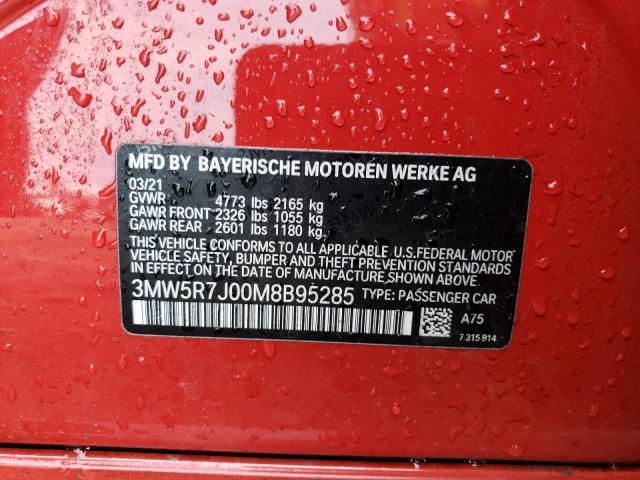 MFD BY BAYERISCHE MOTOREN WERKE AG
03/21
GVWR 4773 lbs 2165 kg
GAWR FRONT 2326 lbs 1055 kg
GAWR REAR 2601 lbs 1180 kg
THIS VEHICLE CONFORMS TO ALL APPLICABLE U.S.FEDERAL MOTOR
VEHICLE SAFETY, BUMPER AND THEFT PREVENTION STANDARDS
IN EFFECT ON THE DATE OF MANUFACTURE SHOWN ABOVE.
3MW5R7J00M8B95285 TYPE: PASSENGER CAR
A75
7 315 814